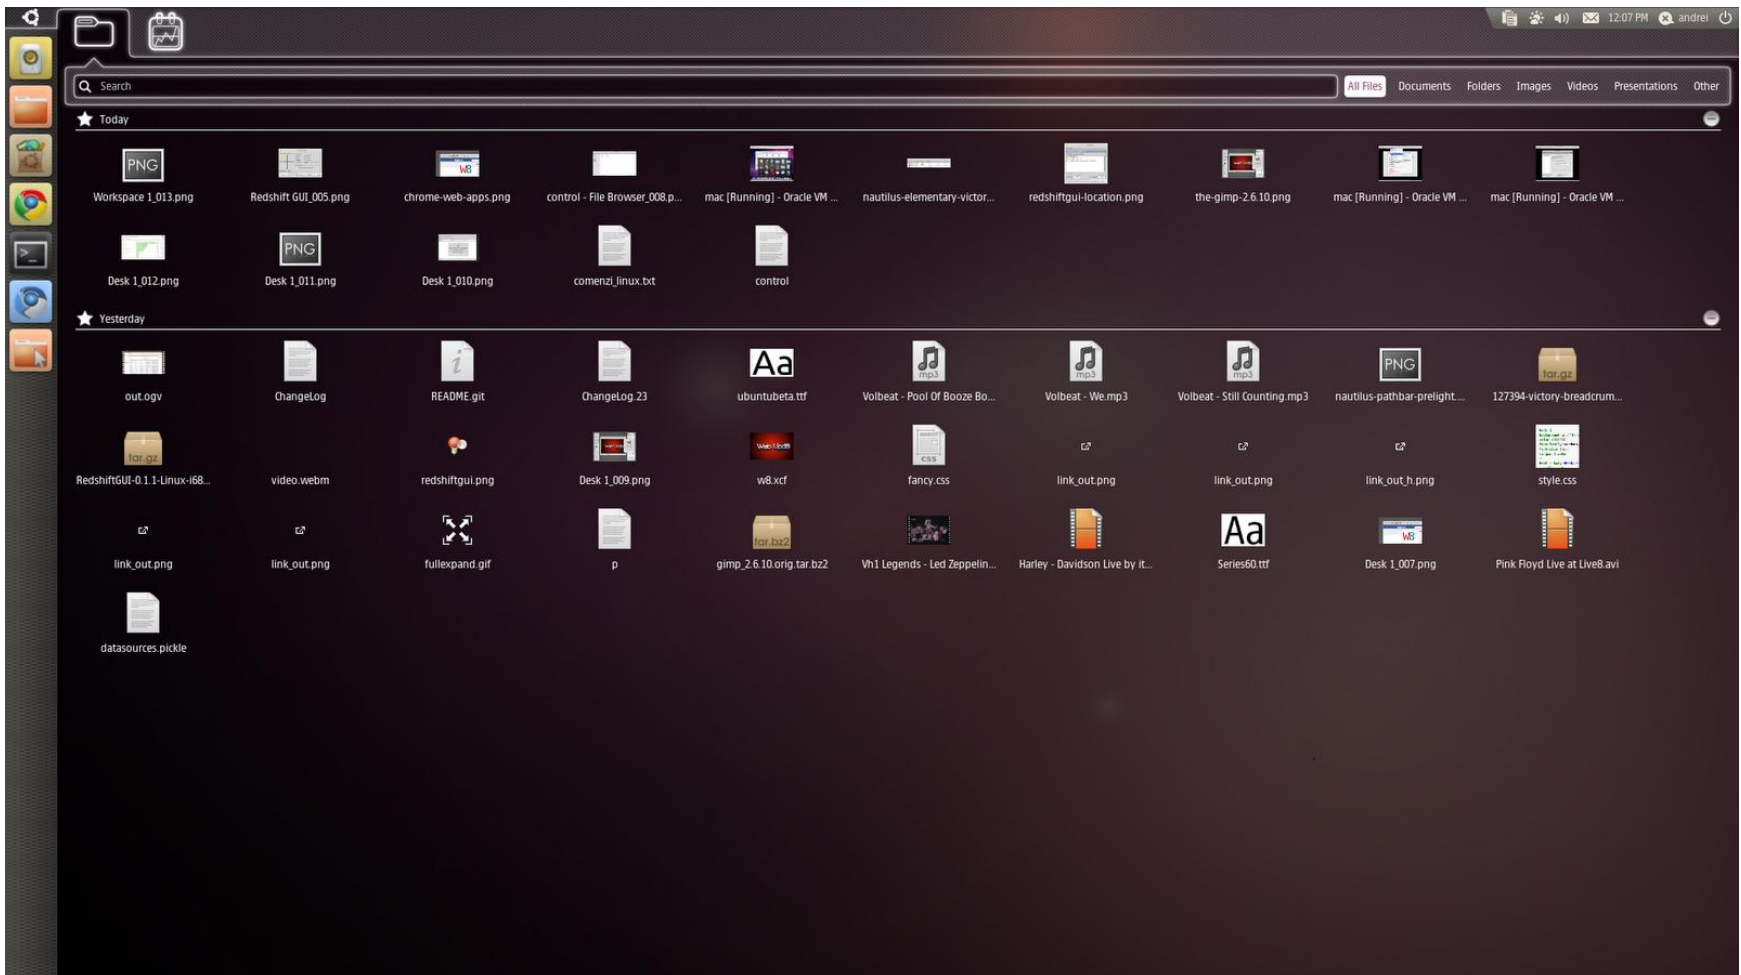 12:07 PM andrei
Search All Files Documents Folders Images Videos Presentations Other
Today
PNG
Workspace 1_013.png Redshift GUI_005.png chrome-web-apps.png control - File Browser_008.p... mac [Running] - Oracle VM ... nautilus-elementary-victor... redshiftgui-location.png the-gimp-2.6.10.png mac [Running] - Oracle VM ... mac [Running] - Oracle VM ...
PNG
Desk 1_012.png Desk 1_011.png Desk 1_010.png comenzi_linux.txt control
Yesterday
Aa mp3 mp3 mp3 PNG tar.gz
out.ogv ChangeLog README.git ChangeLog.23 ubuntubeta.ttf Volbeat - Pool Of Booze Bo... Volbeat - We.mp3 Volbeat - Still Counting.mp3 nautilus-pathbar-prelight.... 127394-victory-breadcrum...
tar.gz Web Upd8 CSS
RedshiftGUI-0.1.1-Linux-i68... video.webm redshiftgui.png Desk 1_009.png w8.xcf fancy.css link_out.png link_out.png link_out_h.png style.css
tar.bz2 Aa W8
link_out.png link_out.png fullexpand.gif p gimp_2.6.10.orig.tar.bz2 Vh1 Legends - Led Zeppelin... Harley - Davidson Live by it... Series60.ttf Desk 1_007.png Pink Floyd Live at Live8.avi
datasources.pickle